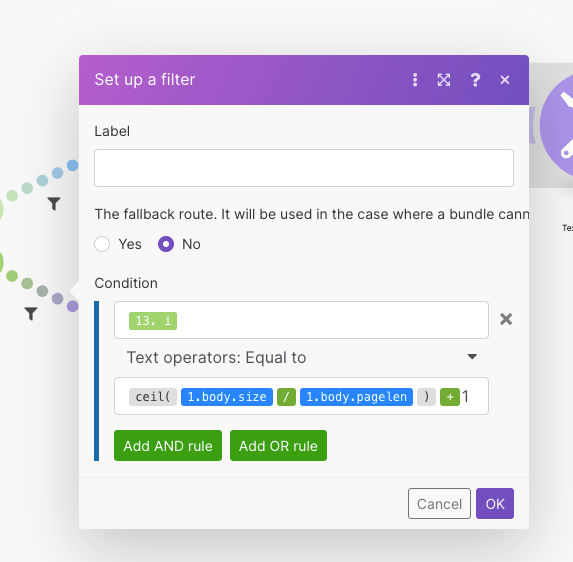 Set up a filter
Label
The fallback route. It will be used in the case where a bundle cann
Yes No
Condition
13. i
Text operators: Equal to
ceil( 1.body.size / 1.body.pagelen ) + 1
Add AND rule Add OR rule
Cancel OK
Te